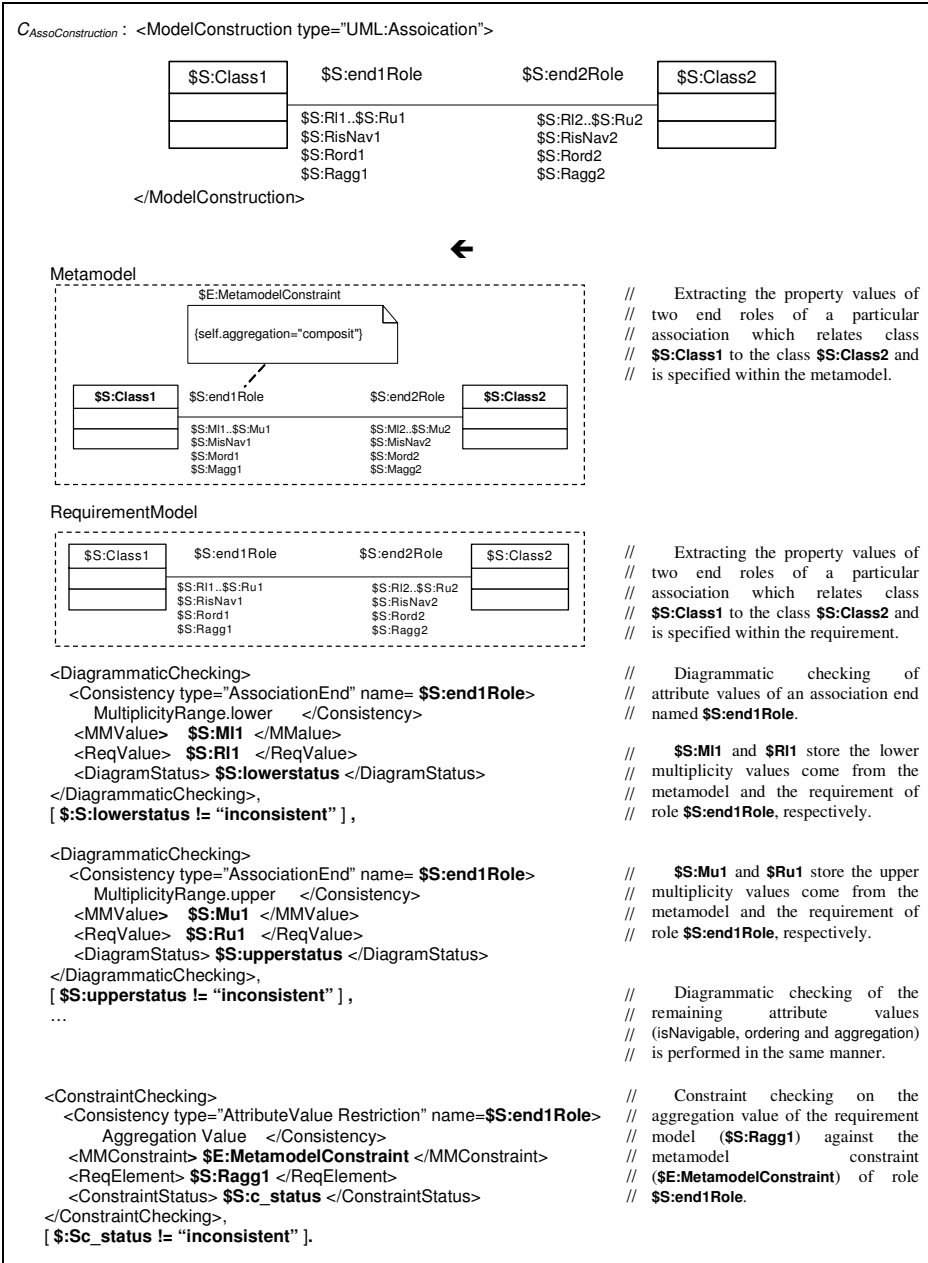 C_AssoConstruction : <ModelConstruction type=”UML:Assoication”>
$S:Class1 $S:end1Role $S:end2Role $S:Class2
$S:Rl1..$S:Ru1 $S:Rl2..$S:Ru2
$S:RisNav1 $S:RisNav2
$S:Rord1 $S:Rord2
$S:Ragg1 $S:Ragg2
</ModelConstruction>
←
Metamodel
$E:MetamodelConstraint
{self.aggregation="composit"}
$S:Class1 $S:end1Role $S:end2Role $S:Class2
$S:Ml1..$S:Mu1 $S:Ml2..$S:Mu2
$S:MisNav1 $S:MisNav2
$S:Mord1 $S:Mord2
$S:Magg1 $S:Magg2
// Extracting the property values of
// two end roles of a particular
// association which relates class
// $S:Class1 to the class $S:Class2 and
// is specified within the metamodel.
RequirementModel
$S:Class1 $S:end1Role $S:end2Role $S:Class2
$S:Rl1..$S:Ru1 $S:Rl2..$S:Ru2
$S:RisNav1 $S:RisNav2
$S:Rord1 $S:Rord2
$S:Ragg1 $S:Ragg2
// Extracting the property values of
// two end roles of a particular
// association which relates class
// $S:Class1 to the class $S:Class2 and
// is specified within the requirement.
<DiagrammaticChecking>
<Consistency type=”AssociationEnd” name= $S:end1Role>
MultiplicityRange.lower </Consistency>
<MMValue> $S:Ml1 </MMalue>
<ReqValue> $S:Rl1 </ReqValue>
<DiagramStatus> $S:lowerstatus </DiagramStatus>
</DiagrammaticChecking>,
[ $:S:lowerstatus != “inconsistent” ] ,
// Diagrammatic checking of
// attribute values of an association end
// named $S:end1Role.
// $S:Ml1 and $Rl1 store the lower
// multiplicity values come from the
// metamodel and the requirement of
// role $S:end1Role, respectively.
<DiagrammaticChecking>
<Consistency type=”AssociationEnd” name= $S:end1Role>
MultiplicityRange.upper </Consistency>
<MMValue> $S:Mu1 </MMValue>
<ReqValue> $S:Ru1 </ReqValue>
<DiagramStatus> $S:upperstatus </DiagramStatus>
</DiagrammaticChecking>,
[ $S:upperstatus != “inconsistent” ] ,
…
// $S:Mu1 and $Ru1 store the upper
// multiplicity values come from the
// metamodel and the requirement of
// role $S:end1Role, respectively.
// Diagrammatic checking of the
// remaining attribute values
// (isNavigable, ordering and aggregation)
// is performed in the same manner.
<ConstraintChecking>
<Consistency type=”AttributeValue Restriction” name=$S:end1Role>
Aggregation Value </Consistency>
<MMConstraint> $E:MetamodelConstraint </MMConstraint>
<ReqElement> $S:Ragg1 </ReqElement>
<ConstraintStatus> $S:c_status </ConstraintStatus>
</ConstraintChecking>,
[ $:Sc_status != “inconsistent” ].
// Constraint checking on the
// aggregation value of the requirement
// model ($S:Ragg1) against the
// metamodel constraint
// ($E:MetamodelConstraint) of role
// $S:end1Role.